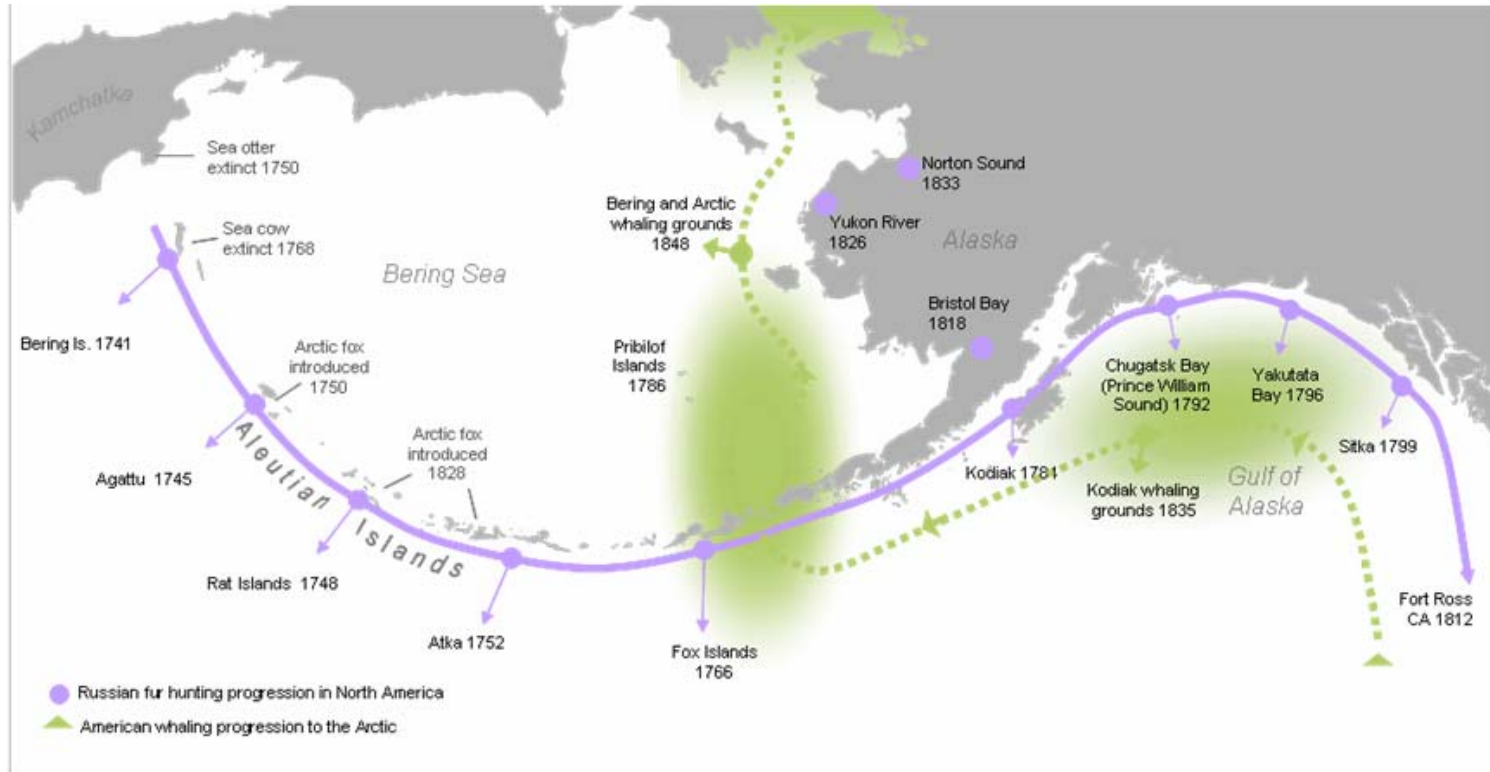 Kamchatka
Sea otter
extinct 1750
Sea cow
extinct 1768
Bering Sea
Bering and Arctic
whaling grounds
1848
Norton Sound
1833
Yukon River
1826
Alaska
Bristol Bay
1818
Bering Is. 1741
Arctic fox
introduced
1750
Pribilof
Islands
1786
Agattu 1745
Aleutian Islands
Arctic fox
introduced
1828
Rat Islands 1748
Atka 1752
Fox Islands
1766
Kodiak 1781
Chugatsk Bay
(Prince William
Sound) 1792
Yakutata
Bay 1796
Sitka 1799
Kodiak whaling
grounds 1835
Gulf of
Alaska
Fort Ross
CA 1812
Russian fur hunting progression in North America
American whaling progression to the Arctic